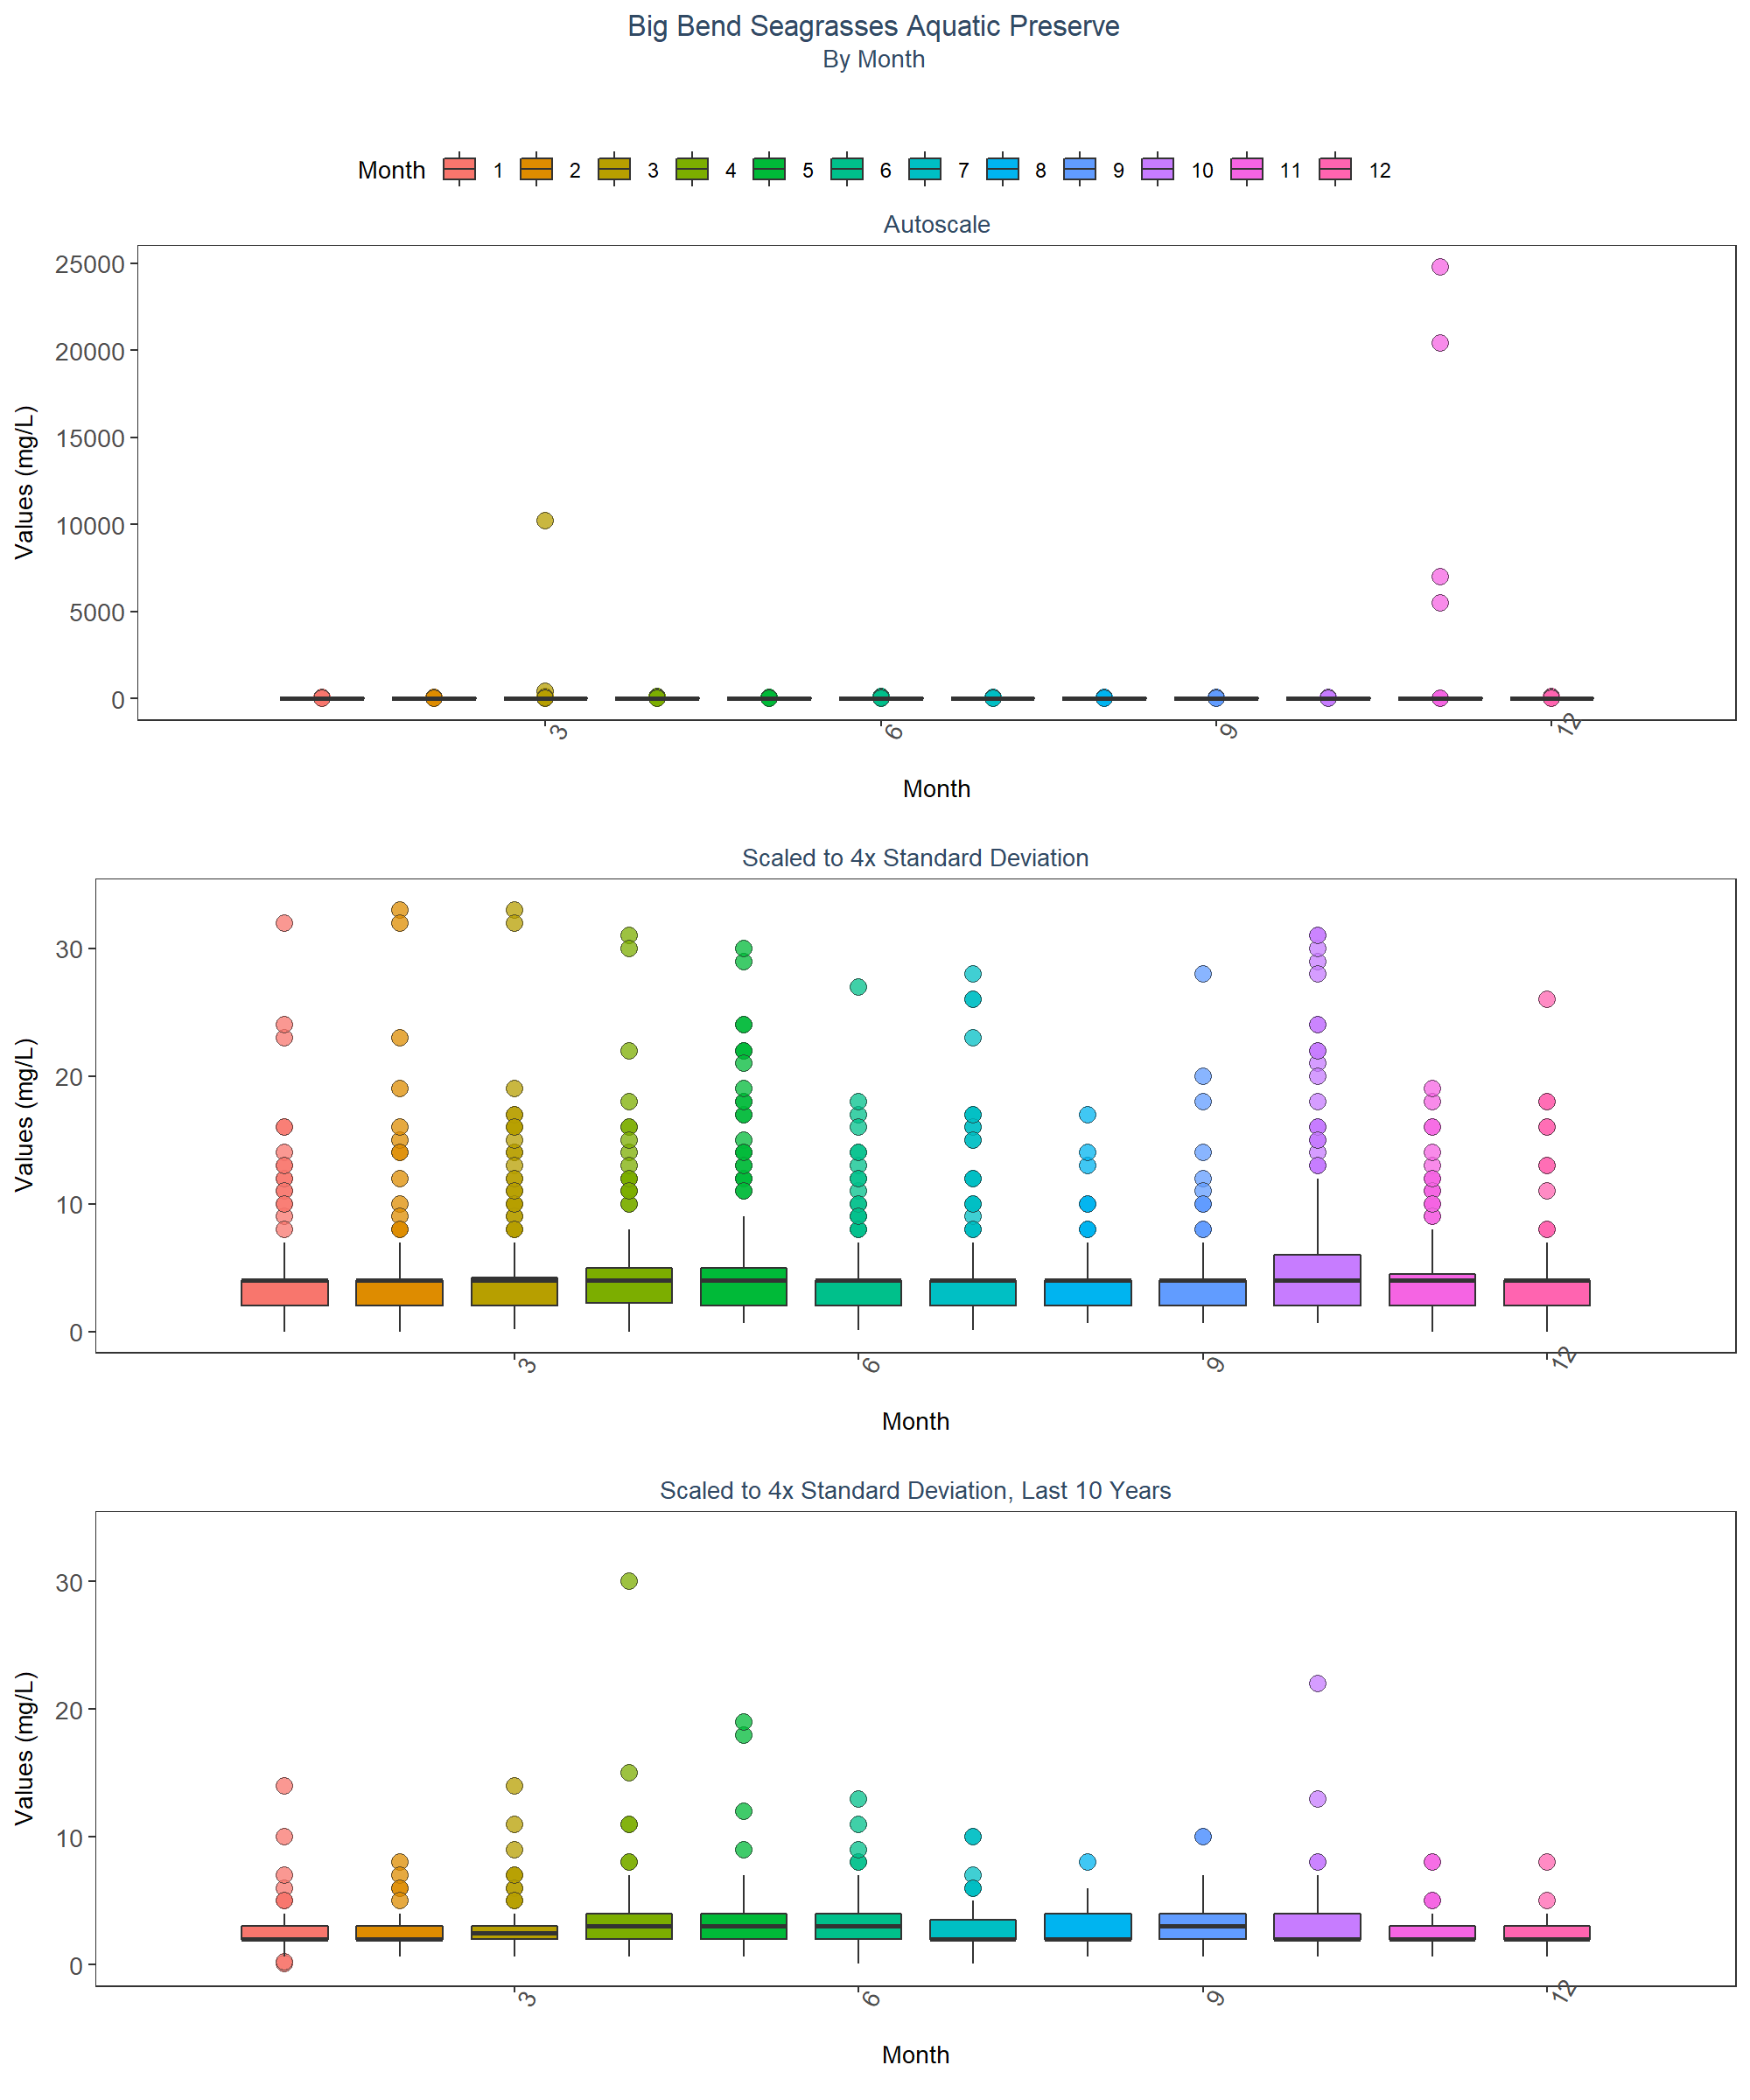 Big Bend Seagrasses Aquatic Preserve
By Month
Month 1 2 3 4 5 6 7 8 9 10 11 12
Autoscale
25000
20000
15000
10000
5000
0
Values (mg/L)
3 6 9 12
Month
Scaled to 4x Standard Deviation
30
20
10
0
Values (mg/L)
3 6 9 12
Month
Scaled to 4x Standard Deviation, Last 10 Years
30
20
10
0
Values (mg/L)
3 6 9 12
Month